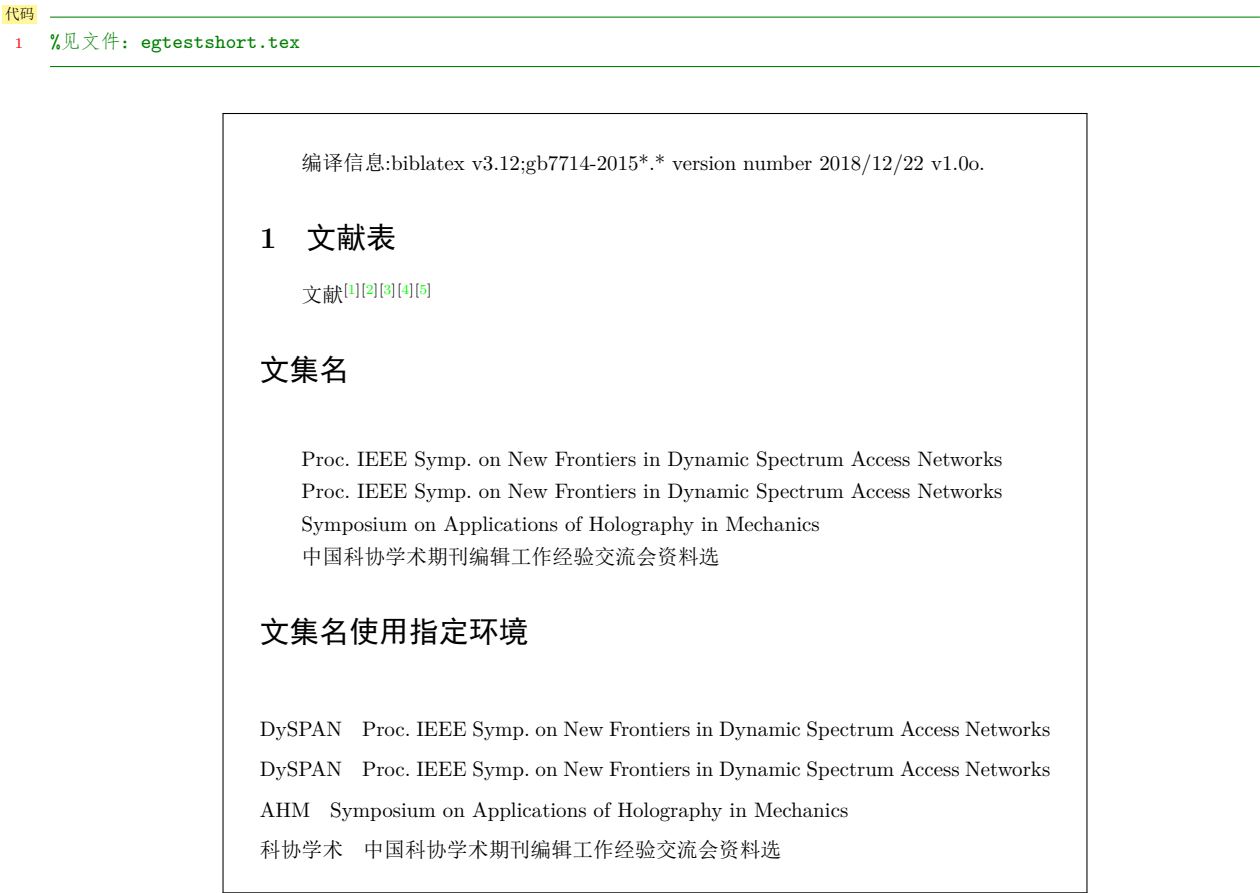 代码
1 %见文件：egtestshort.tex
编译信息:biblatex v3.12;gb7714-2015*.* version number 2018/12/22 v1.0o.
1 文献表
文献[1][2][3][4][5]
文集名
Proc. IEEE Symp. on New Frontiers in Dynamic Spectrum Access Networks
Proc. IEEE Symp. on New Frontiers in Dynamic Spectrum Access Networks
Symposium on Applications of Holography in Mechanics
中国科协学术期刊编辑工作经验交流会资料选
文集名使用指定环境
DySPAN Proc. IEEE Symp. on New Frontiers in Dynamic Spectrum Access Networks
DySPAN Proc. IEEE Symp. on New Frontiers in Dynamic Spectrum Access Networks
AHM Symposium on Applications of Holography in Mechanics
科协学术 中国科协学术期刊编辑工作经验交流会资料选